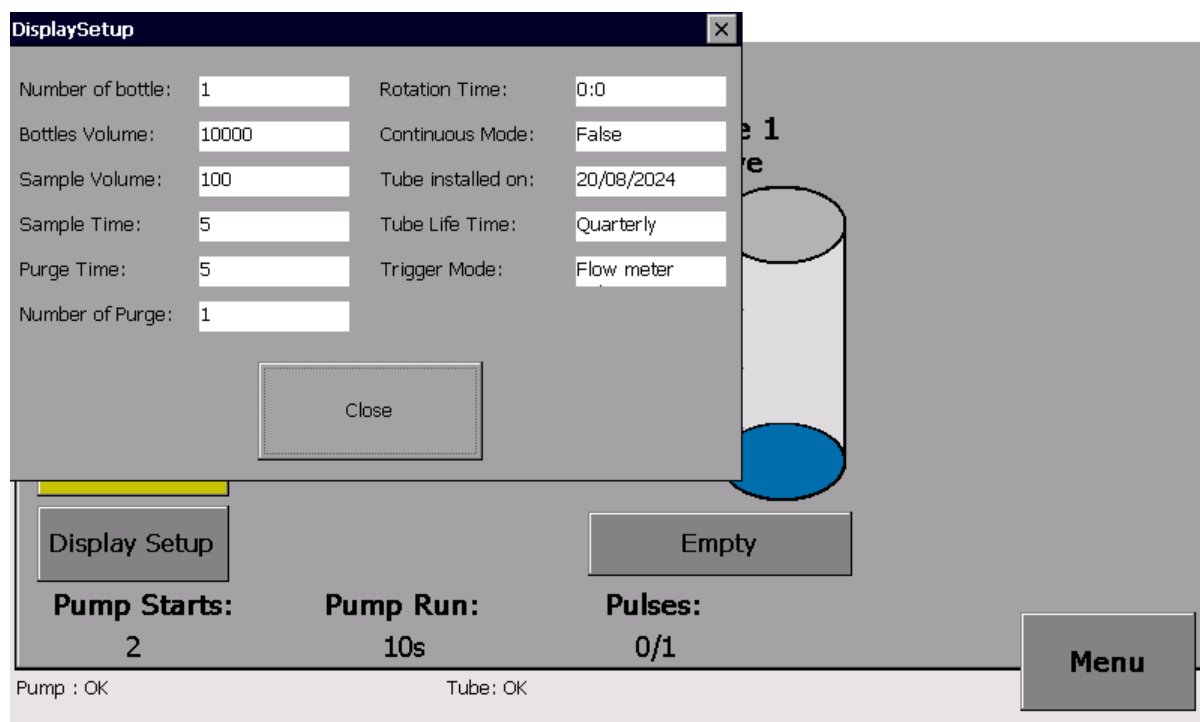 DisplaySetup
Number of bottle: 1
Bottles Volume: 10000
Sample Volume: 100
Sample Time: 5
Purge Time: 5
Number of Purge: 1
Rotation Time: 0:0
Continuous Mode: False
Tube installed on: 20/08/2024
Tube Life Time: Quarterly
Trigger Mode: Flow meter
Close
1
Display Setup
Empty
Pump Starts:
2
Pump Run:
10s
Pulses:
0/1
Menu
Pump : OK
Tube: OK